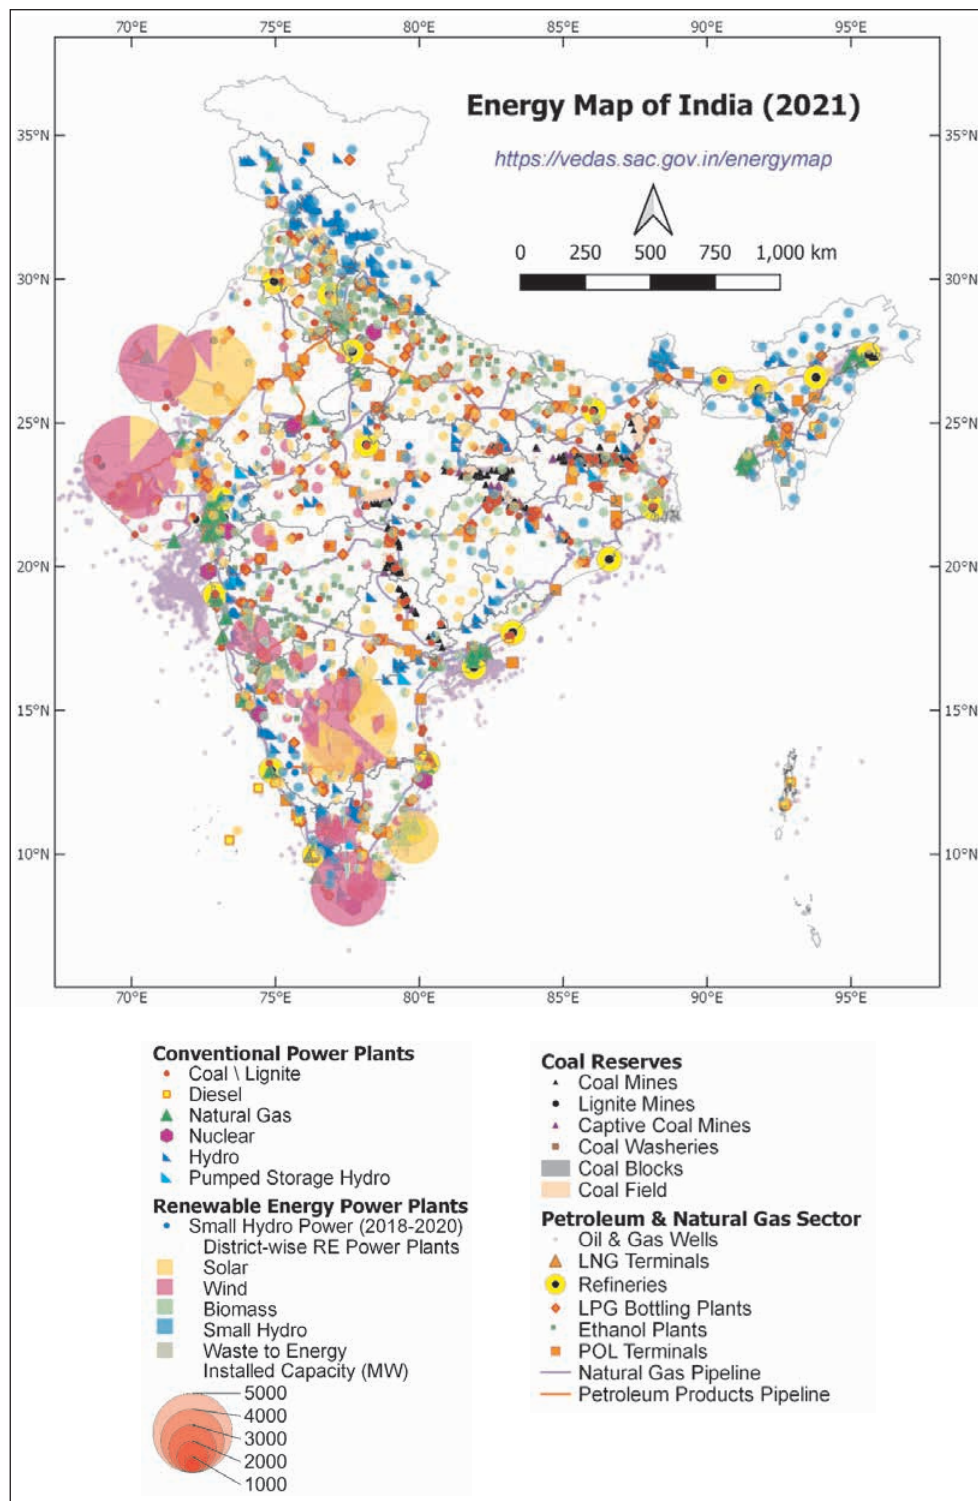 70°E 75°E 80°E 85°E 90°E 95°E
35°N 35°N
Energy Map of India (2021)
https://vedas.sac.gov.in/energymap
0 250 500 750 1,000 km
30°N 30°N
25°N 25°N
20°N 20°N
15°N 15°N
10°N 10°N
70°E 75°E 80°E 85°E 90°E 95°E
Conventional Power Plants
Coal \ Lignite
Diesel
Natural Gas
Nuclear
Hydro
Pumped Storage Hydro
Renewable Energy Power Plants
Small Hydro Power (2018-2020)
District-wise RE Power Plants
Solar
Wind
Biomass
Small Hydro
Waste to Energy
Installed Capacity (MW)
5000
4000
3000
2000
1000
Coal Reserves
Coal Mines
Lignite Mines
Captive Coal Mines
Coal Washeries
Coal Blocks
Coal Field
Petroleum & Natural Gas Sector
Oil & Gas Wells
LNG Terminals
Refineries
LPG Bottling Plants
Ethanol Plants
POL Terminals
Natural Gas Pipeline
Petroleum Products Pipeline